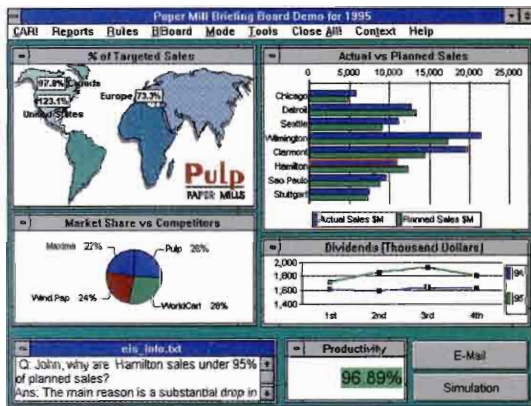 Paper Mill Briefing Board Demo for 1995
CAR! Reports Rules BBoard Mode Tools Close All! Context Help
% of Targeted Sales
97.8% Canada
123.1%
United States
Europe 73.3%
Pulp
PAPER MILLS
Actual vs Planned Sales
0 5,000 10,000 15,000 20,000 25,000
Chicago
Detroit
Seattle
Wilmington
Clarmont
Hamilton
Sao Paulo
Stuttgart
Actual Sales $M Planned Sales $M
Market Share vs Competitors
Maxima 22%
Pulp 26%
Wind Pap 24%
WorldCart 28%
Dividends (Thousand Dollars)
2,000
1,800
1,600
1,400
1st 2nd 3rd 4th
94
95
eis_info.txt
Q: John, why are Hamilton sales under 95%
of planned sales?
Ans: The main reason is a substantial drop in
Productivity
96.89%
E-Mail
Simulation